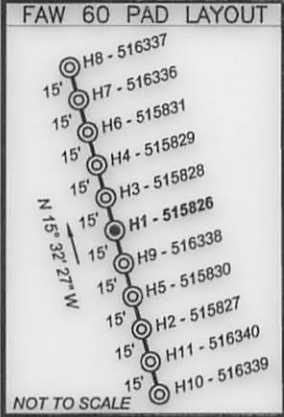 FAW 60 PAD LAYOUT
H8 - 516337
15'
H7 - 516336
15'
H6 - 515831
15'
H4 - 515829
15'
H3 - 515828
15'
H1 - 515826
15'
H9 - 516338
15'
H5 - 515830
15'
H2 - 515827
15'
H11 - 516340
15'
H10 - 516339
N 15° 32' 27" W
NOT TO SCALE